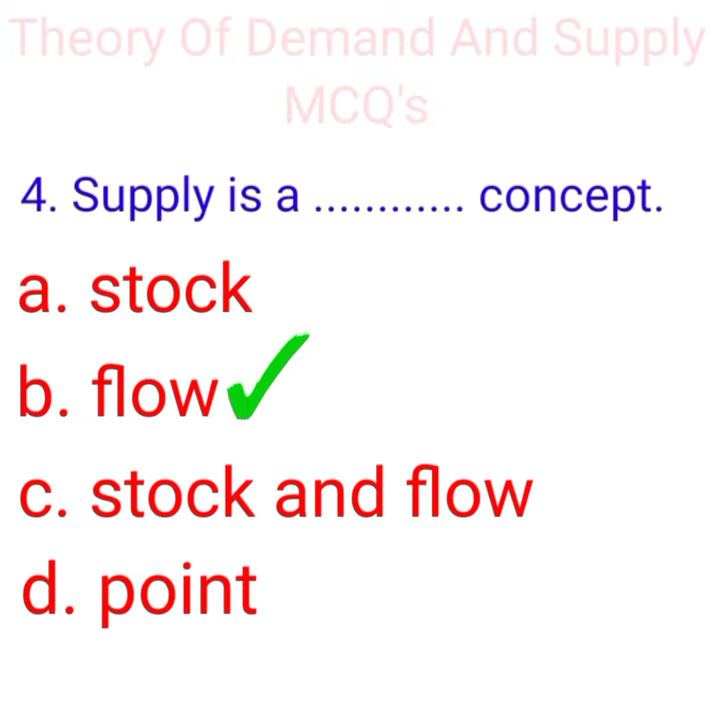 Theory Of Demand And Supply
MCQ's
4. Supply is a ............ concept.
a. stock
b. flow
c. stock and flow
d. point